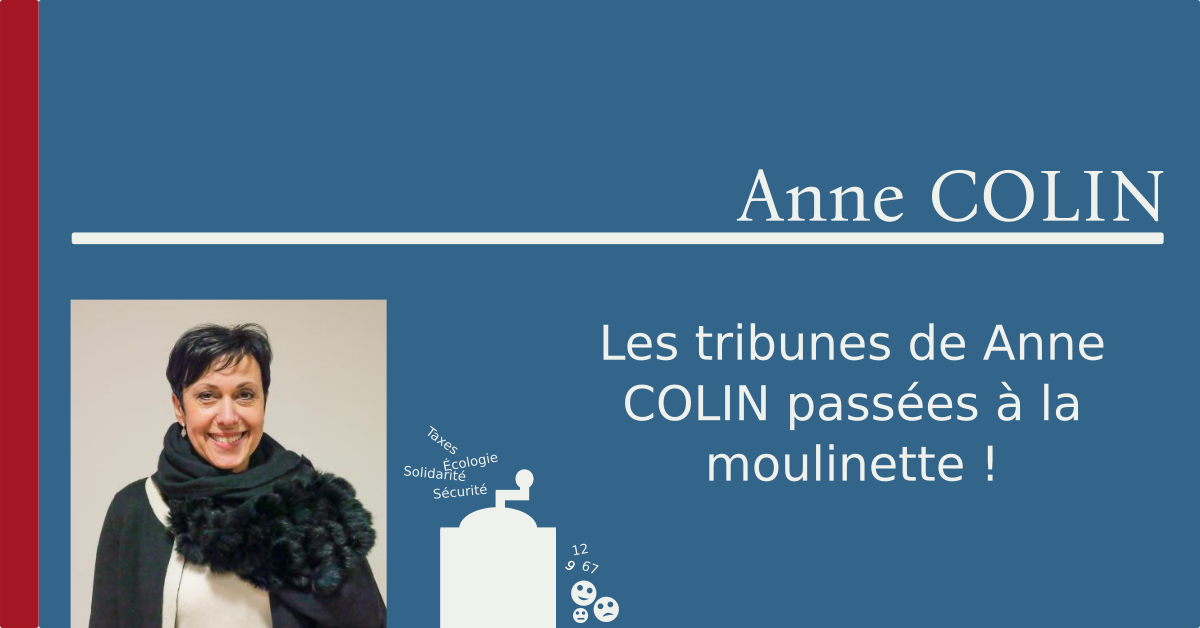 Anne COLIN
Les tribunes de Anne
COLIN passées à la
moulinette !
Taxes
Écologie
Solidarité
Sécurité
12
9 67